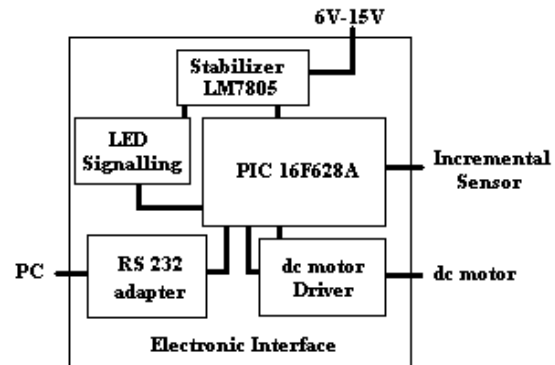 6V-15V
Stabilizer
LM7805
LED
Signalling
PIC 16F628A
Incremental
Sensor
PC
RS 232
adapter
dc motor
Driver
dc motor
Electronic Interface